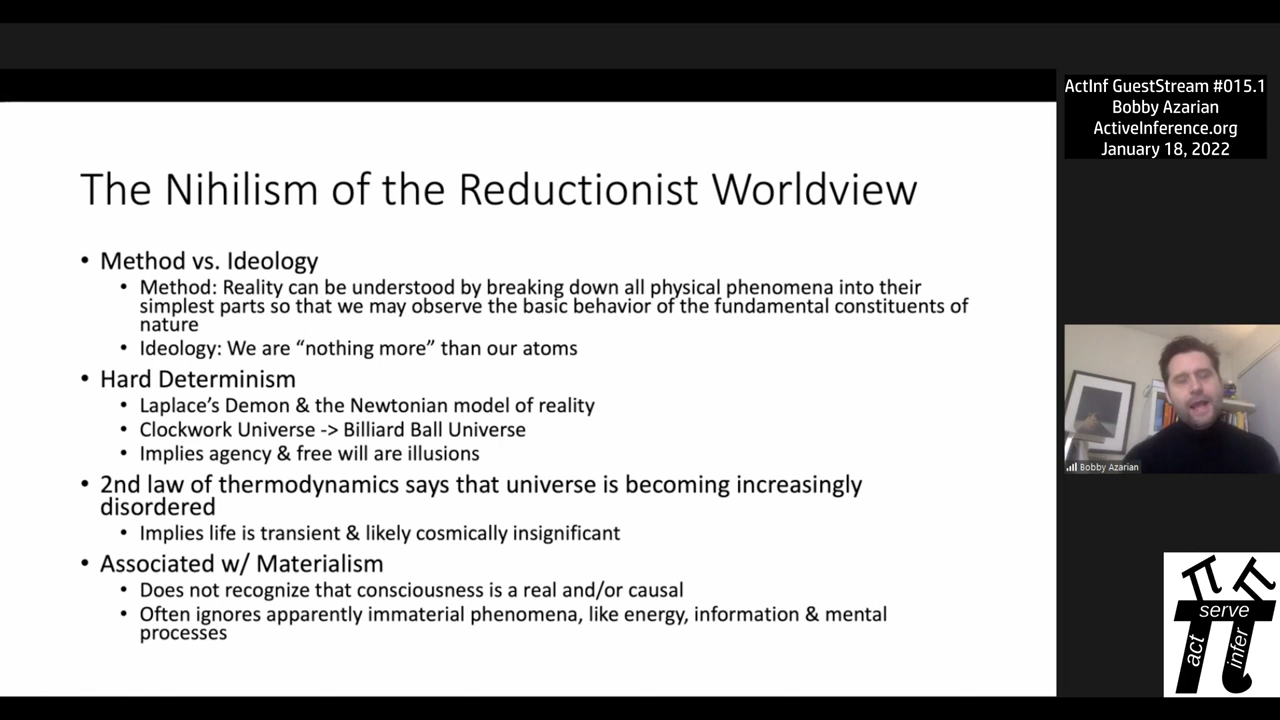 ActInf GuestStream #015.1
Bobby Azarian
ActiveInference.org
January 18, 2022
The Nihilism of the Reductionist Worldview
• Method vs. Ideology
• Method: Reality can be understood by breaking down all physical phenomena into their
simplest parts so that we may observe the basic behavior of the fundamental constituents of
nature
• Ideology: We are “nothing more” than our atoms
• Hard Determinism
• Laplace’s Demon & the Newtonian model of reality
• Clockwork Universe -> Billiard Ball Universe
• Implies agency & free will are illusions
• 2nd law of thermodynamics says that universe is becoming increasingly
disordered
• Implies life is transient & likely cosmically insignificant
• Associated w/ Materialism
• Does not recognize that consciousness is a real and/or causal
• Often ignores apparently immaterial phenomena, like energy, information & mental
processes
Bobby Azarian
serve
act
infer